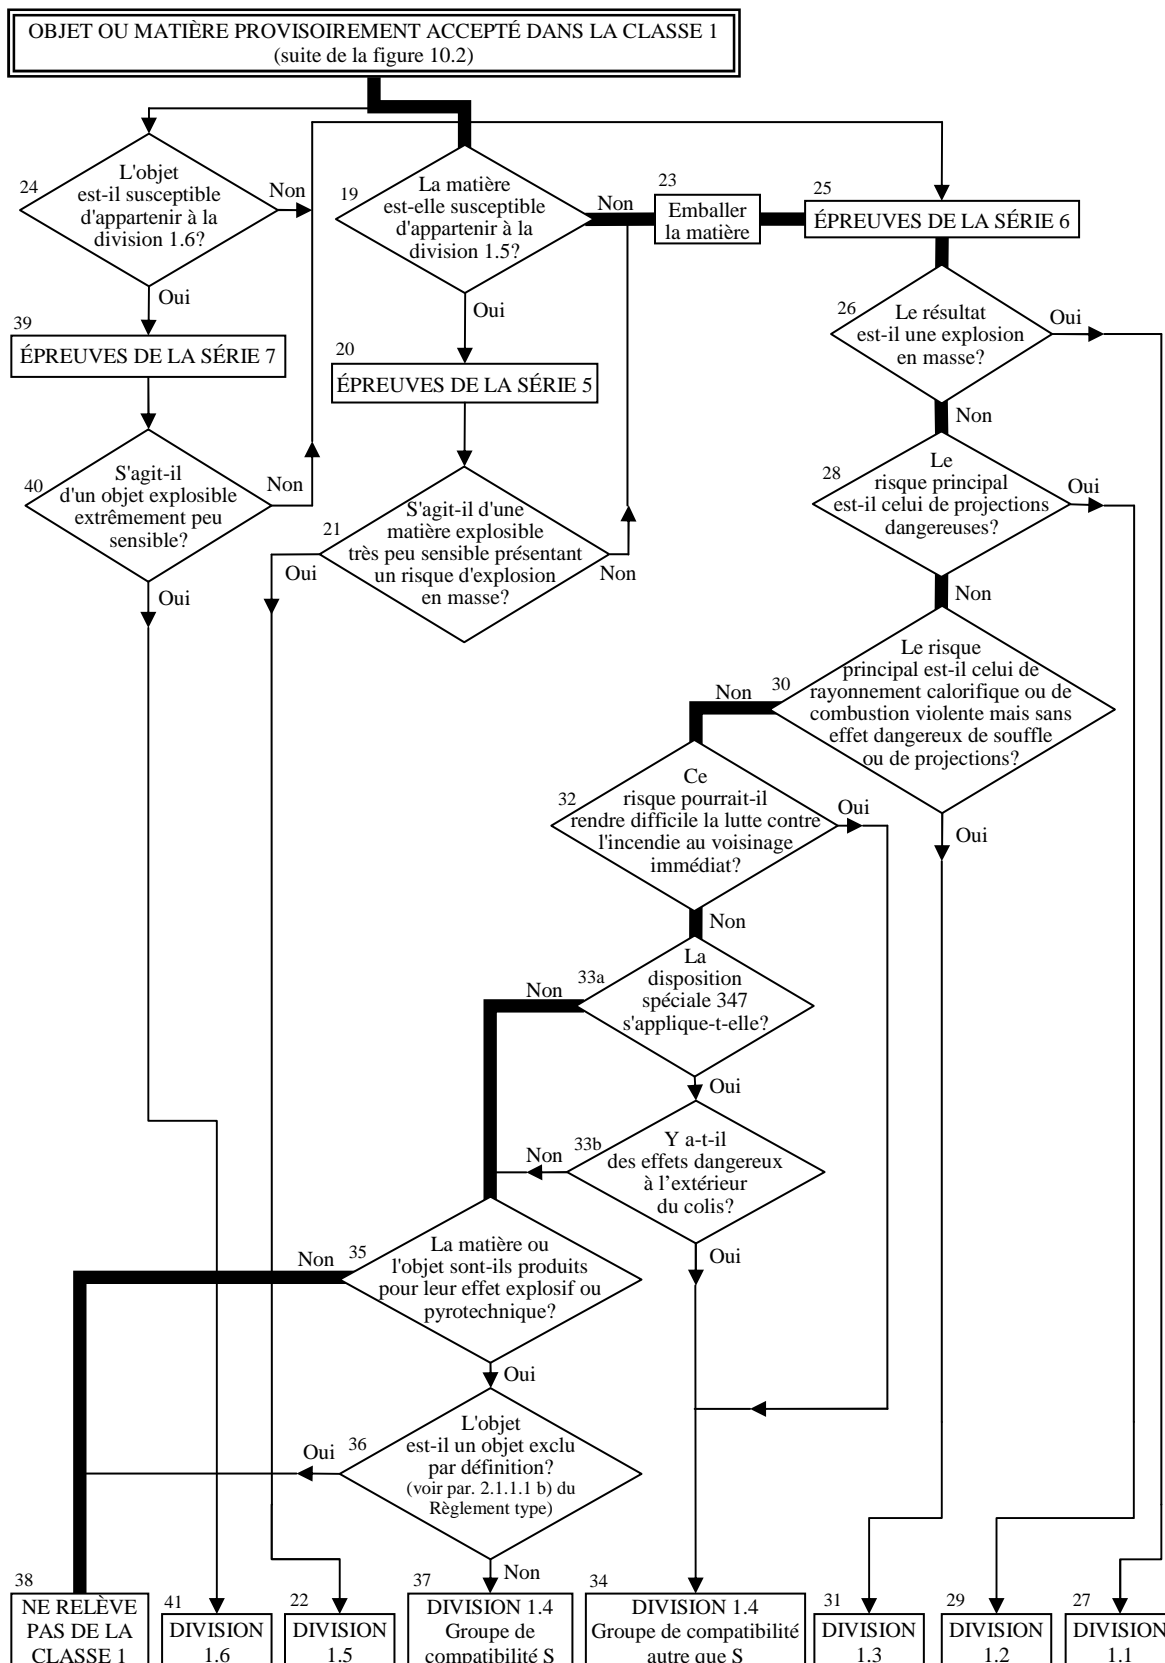 OBJET OU MATIÈRE PROVISOIREMENT ACCEPTÉ DANS LA CLASSE 1
(suite de la figure 10.2)
24
L'objet
est-il susceptible
d'appartenir à la
division 1.6?
Non
Oui
19
La matière
est-elle susceptible
d'appartenir à la
division 1.5?
Non
Oui
23
Emballer
la matière
25
ÉPREUVES DE LA SÉRIE 6
39
ÉPREUVES DE LA SÉRIE 7
20
ÉPREUVES DE LA SÉRIE 5
26
Le résultat
est-il une explosion
en masse?
Oui
Non
40
S'agit-il
d'un objet explosible
extrêmement peu
sensible?
Non
Oui
21
S'agit-il d'une
matière explosible
très peu sensible présentant
un risque d'explosion
en masse?
Oui
Non
28
Le
risque principal
est-il celui de projections
dangereuses?
Oui
Non
30
Le risque
principal est-il celui de
rayonnement calorifique ou de
combustion violente mais sans
effet dangereux de souffle
ou de projections?
Non
Oui
32
Ce
risque pourrait-il
rendre difficile la lutte contre
l'incendie au voisinage
immédiat?
Oui
Non
33a
La
disposition
spéciale 347
s'applique-t-elle?
Non
Oui
33b
Y a-t-il
des effets dangereux
à l’extérieur
du colis?
Non
Oui
35
La matière ou
l'objet sont-ils produits
pour leur effet explosif ou
pyrotechnique?
Non
Oui
36
L'objet
est-il un objet exclu
par définition?
(voir par. 2.1.1.1 b) du
Règlement type)
Oui
Non
38
NE RELÈVE
PAS DE LA
CLASSE 1
41
DIVISION
1.6
22
DIVISION
1.5
37
DIVISION 1.4
Groupe de
compatibilité S
34
DIVISION 1.4
Groupe de compatibilité
autre que S
31
DIVISION
1.3
29
DIVISION
1.2
27
DIVISION
1.1